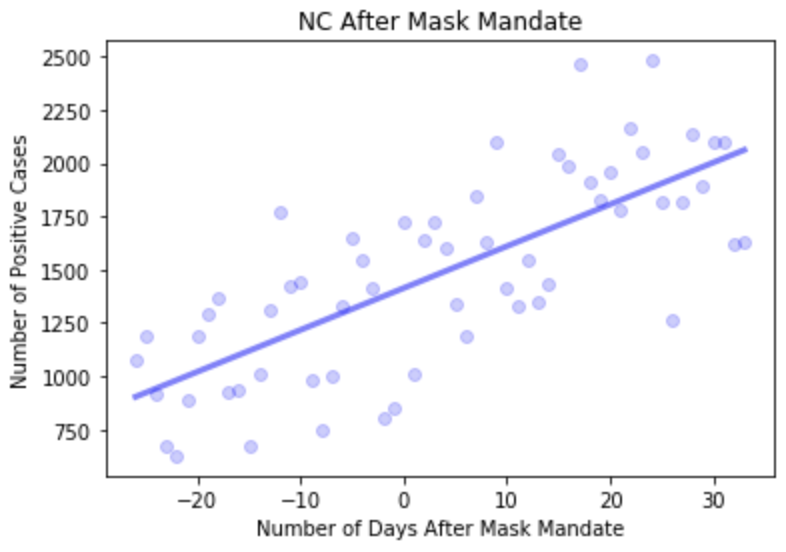 NC After Mask Mandate
Number of Positive Cases
2500
2250
2000
1750
1500
1250
1000
750
−20 −10 0 10 20 30
Number of Days After Mask Mandate